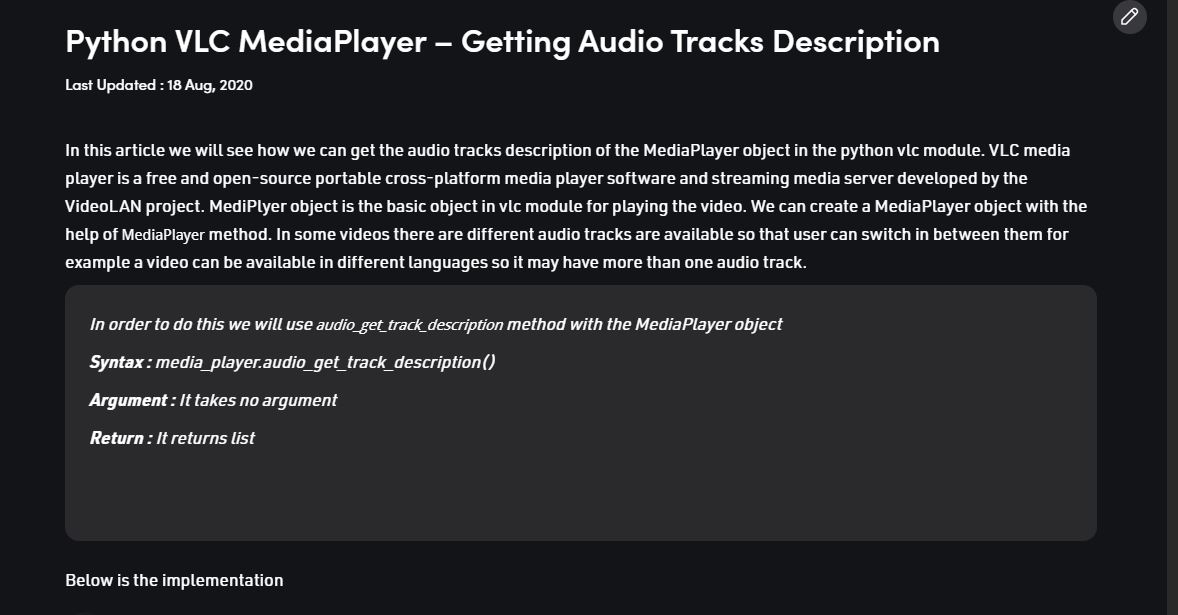 Python VLC MediaPlayer – Getting Audio Tracks Description
Last Updated : 18 Aug, 2020
In this article we will see how we can get the audio tracks description of the MediaPlayer object in the python vlc module. VLC media
player is a free and open-source portable cross-platform media player software and streaming media server developed by the
VideoLAN project. MediPlyer object is the basic object in vlc module for playing the video. We can create a MediaPlayer object with the
help of MediaPlayer method. In some videos there are different audio tracks are available so that user can switch in between them for
example a video can be available in different languages so it may have more than one audio track.
In order to do this we will use audio_get_track_description method with the MediaPlayer object
Syntax : media_player.audio_get_track_description()
Argument : It takes no argument
Return : It returns list
Below is the implementation